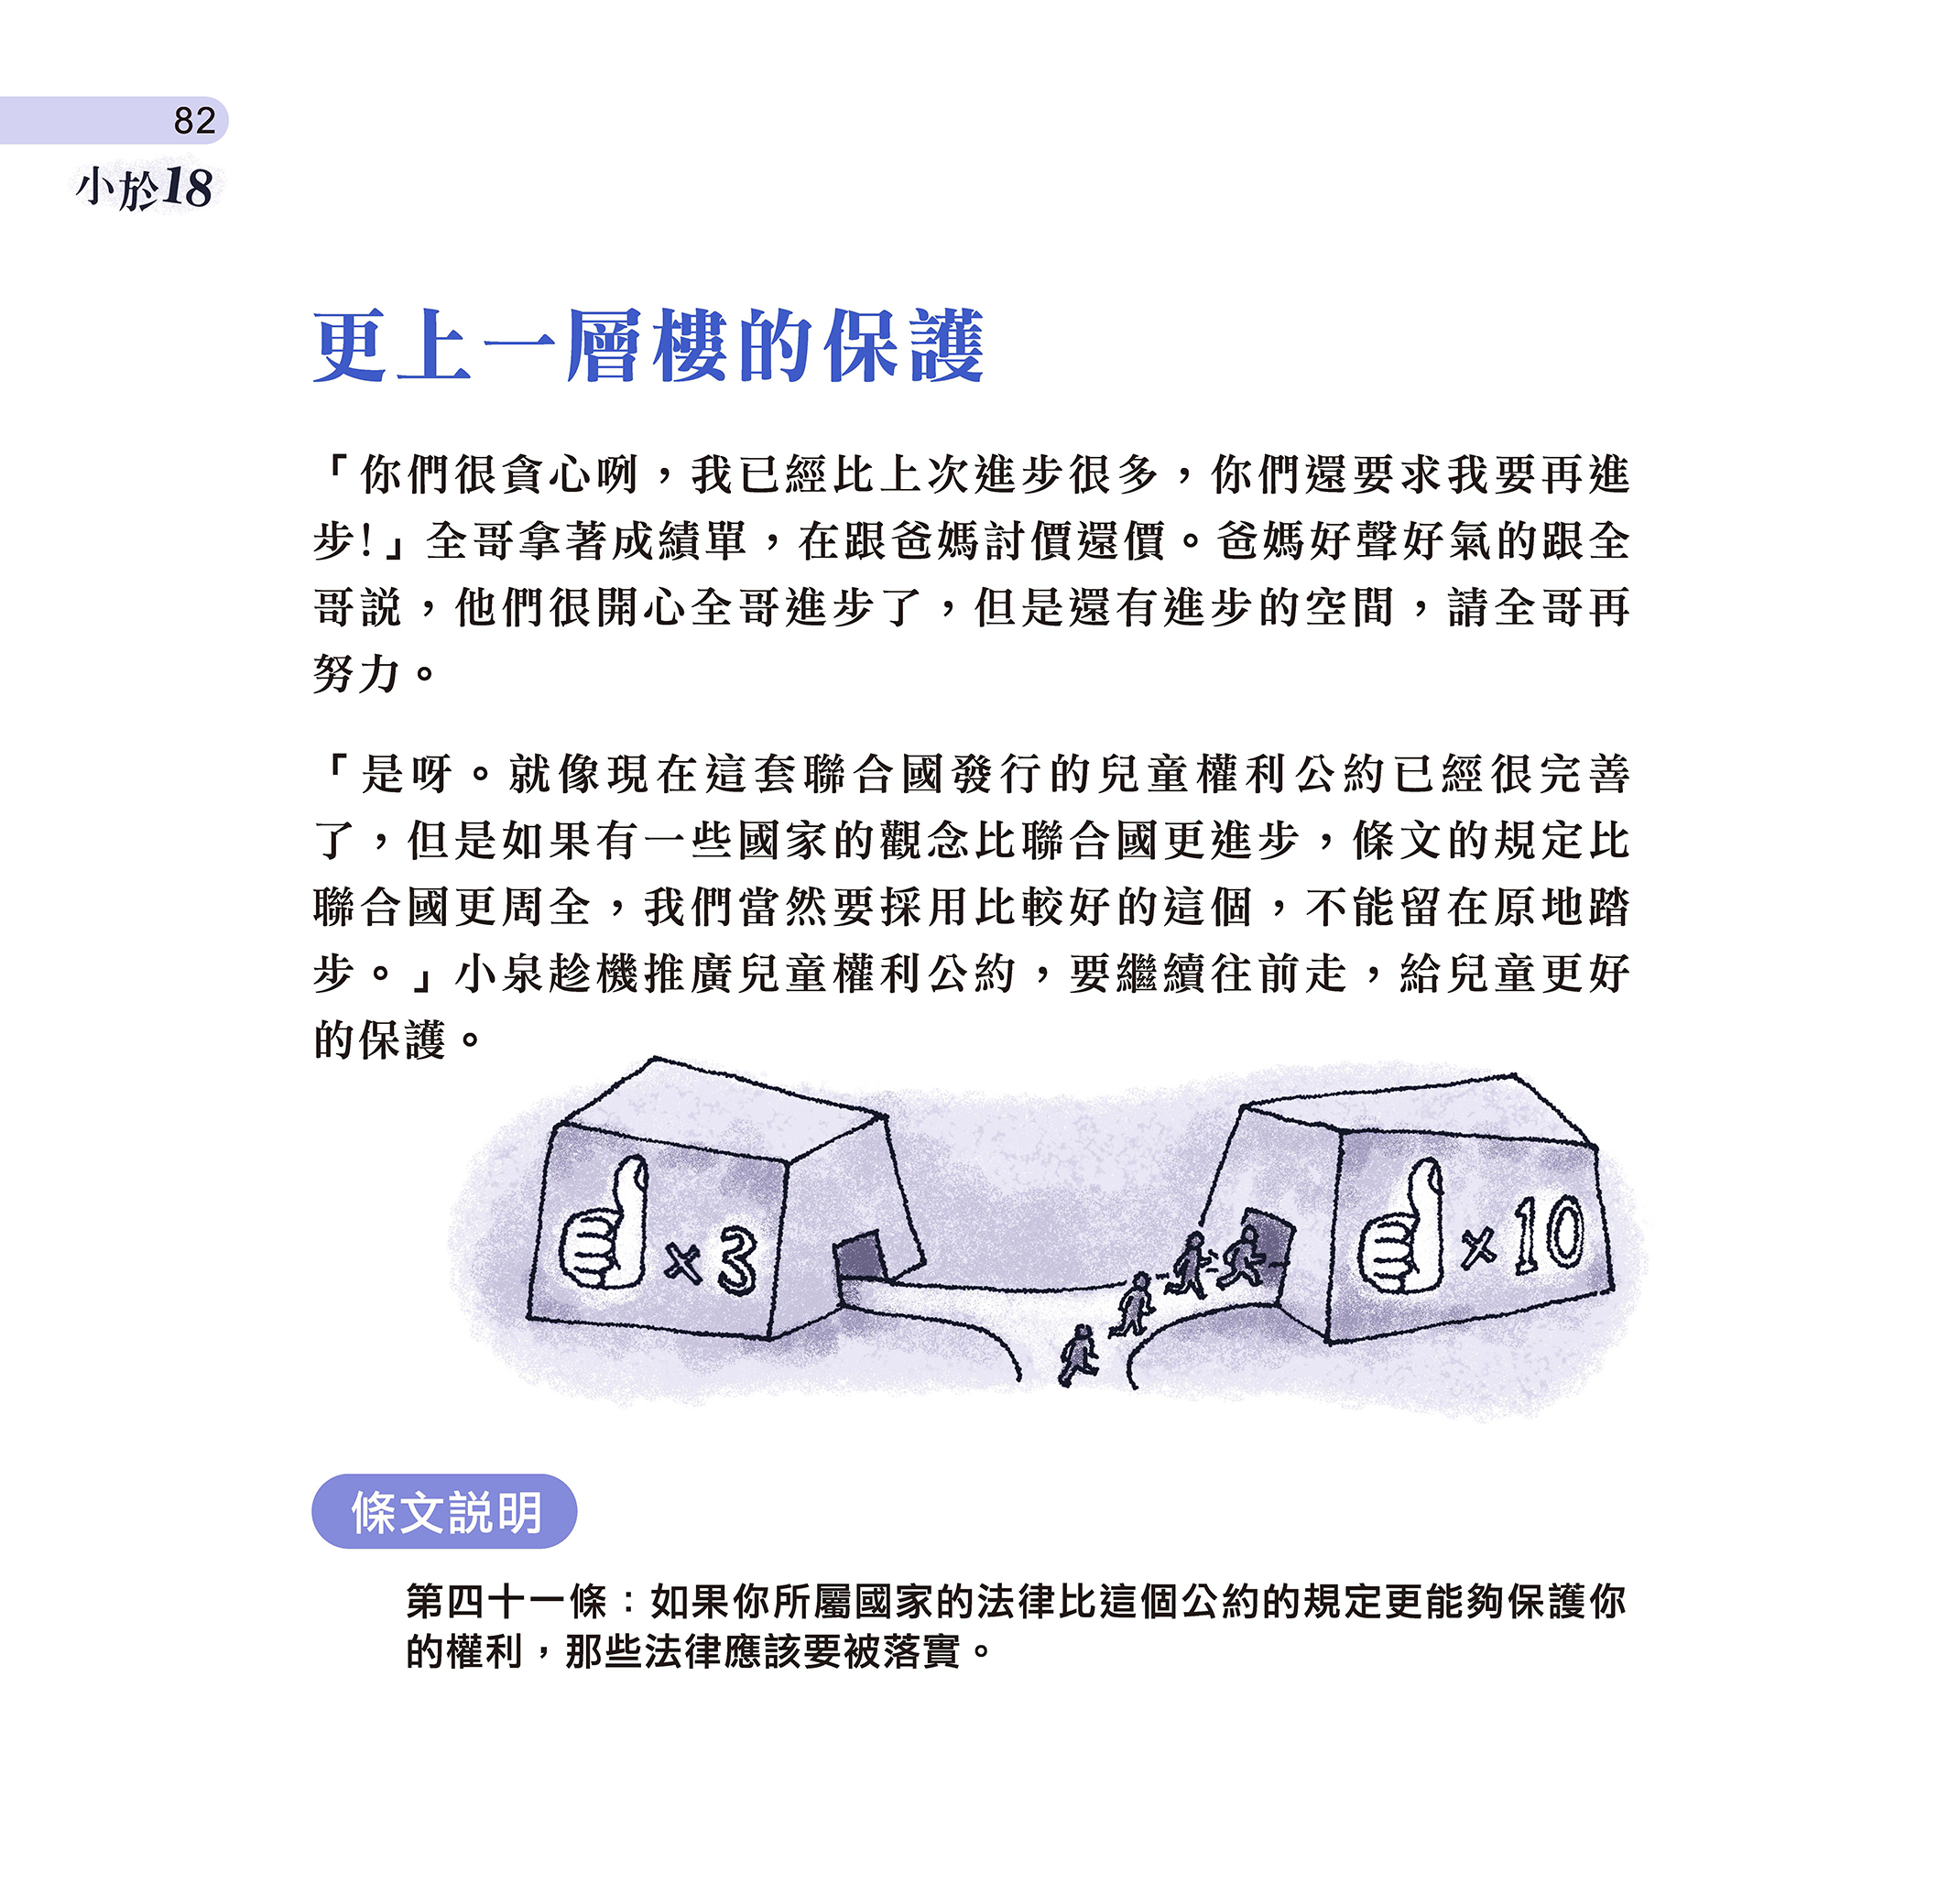 82
小於18
更上一層樓的保護
「你們很貪心咧，我已經比上次進步很多，你們還要求我要再進
步!」全哥拿著成績單，在跟爸媽討價還價。爸媽好聲好氣的跟全
哥説，他們很開心全哥進步了，但是還有進步的空間，請全哥再
努力。
「是呀。就像現在這套聯合國發行的兒童權利公約已經很完善
了，但是如果有一些國家的觀念比聯合國更進步，條文的規定比
聯合國更周全，我們當然要採用比較好的這個，不能留在原地踏
步。」小泉趁機推廣兒童權利公約，要繼續往前走，給兒童更好
的保護。
×3
×10
條文説明
第四十一條：如果你所屬國家的法律比這個公約的規定更能夠保護你
的權利，那些法律應該要被落實。